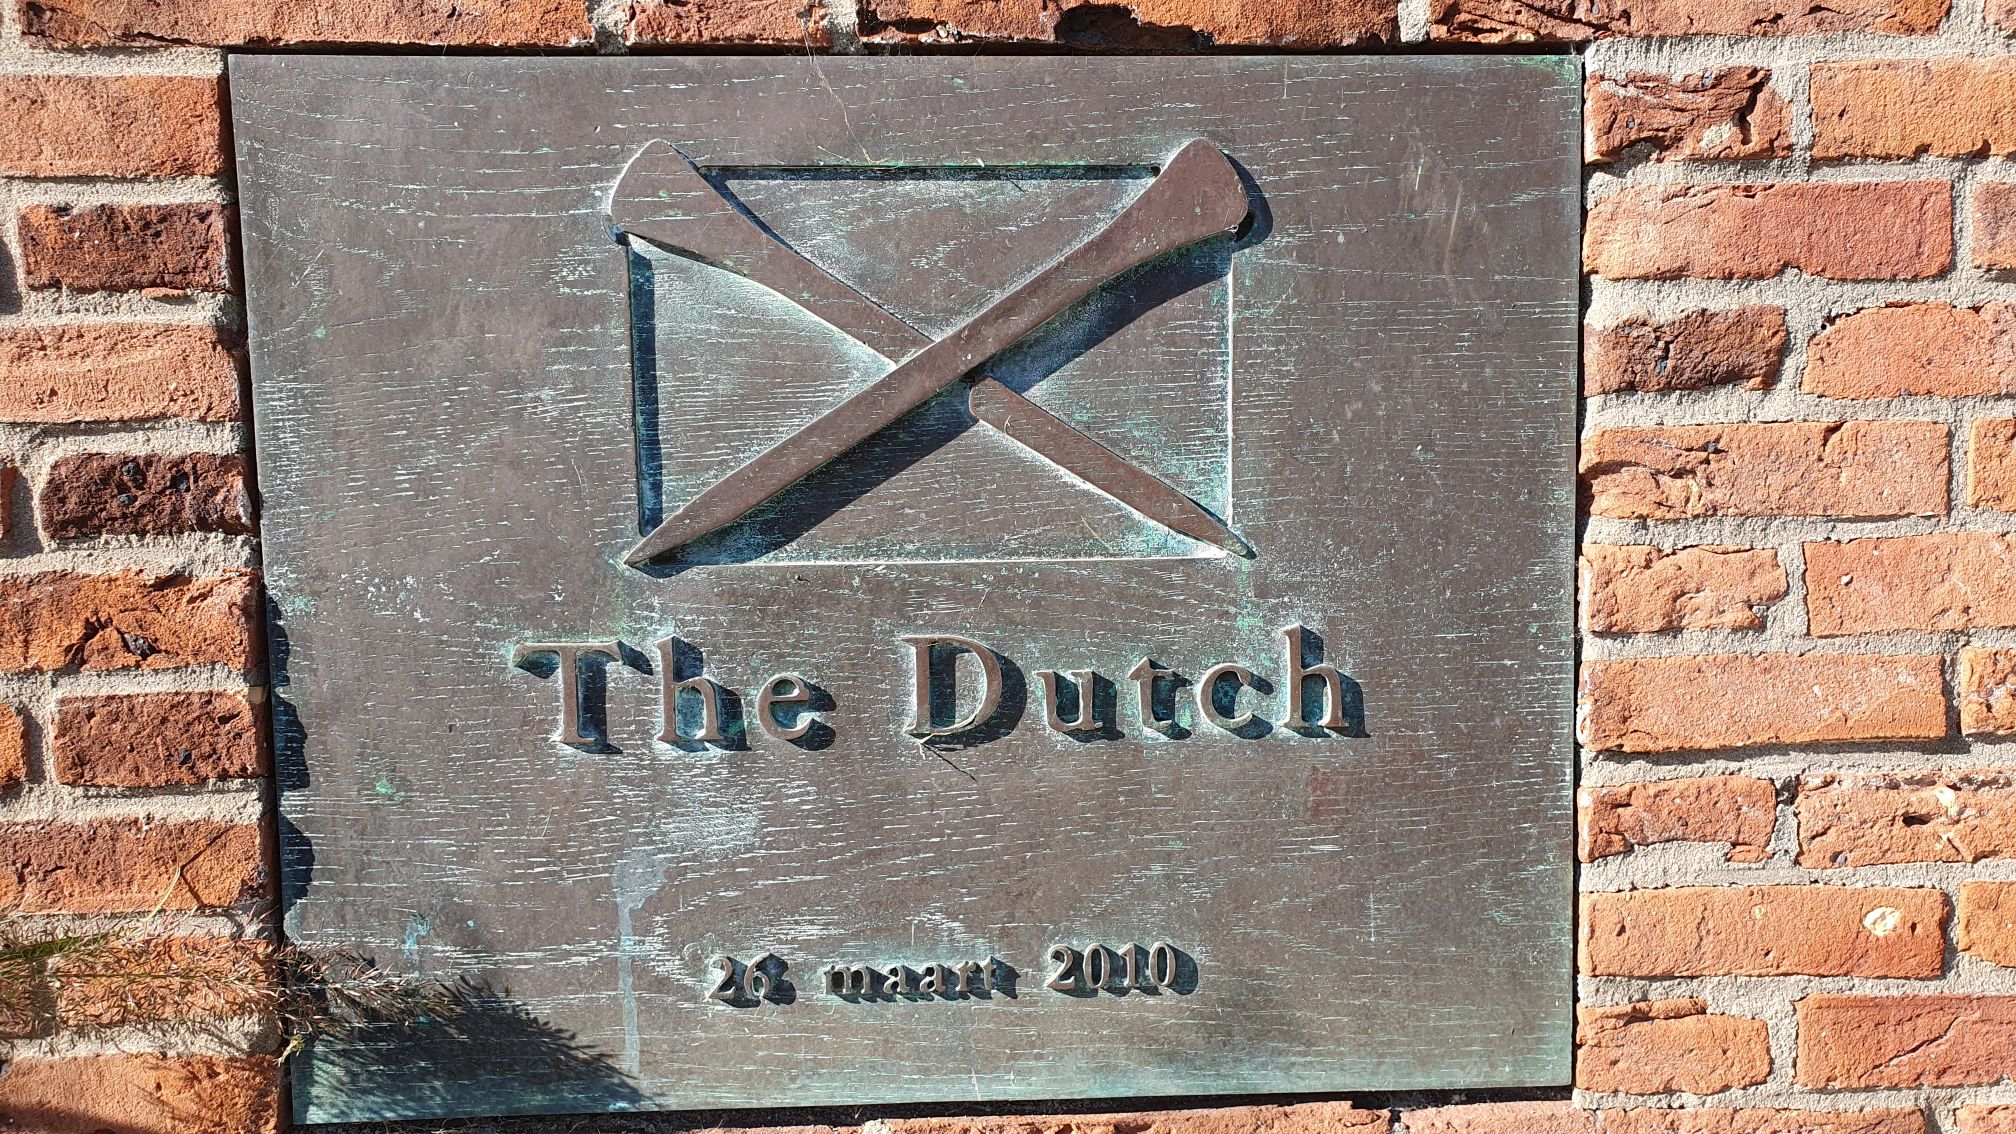 The Dutch
26 maart 2010